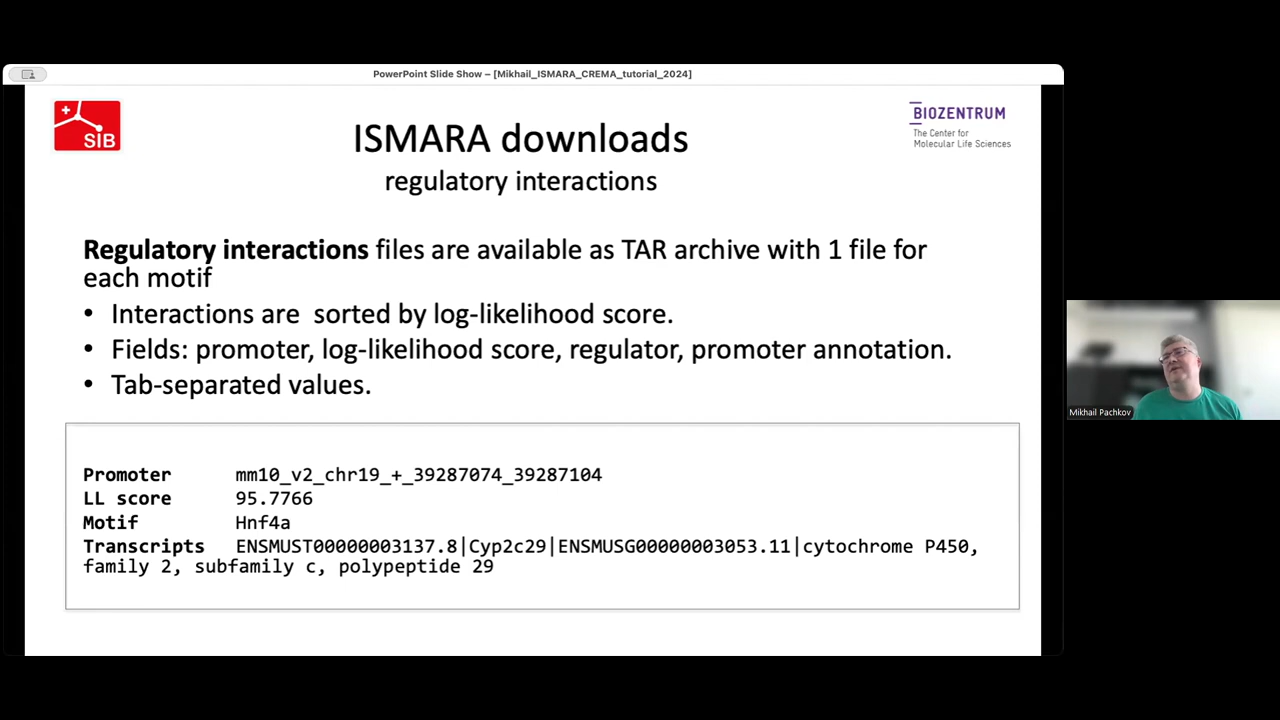 PowerPoint Slide Show – [Mikhail_ISMARA_CREMA_tutorial_2024]
SIB
BIOZENTRUM
The Center for
Molecular Life Sciences
ISMARA downloads
regulatory interactions
Regulatory interactions files are available as TAR archive with 1 file for
each motif
• Interactions are  sorted by log-likelihood score.
• Fields: promoter, log-likelihood score, regulator, promoter annotation.
• Tab-separated values.
Promoter mm10_v2_chr19_+_39287074_39287104
LL score 95.7766
Motif Hnf4a
Transcripts ENSMUST00000003137.8|Cyp2c29|ENSMUSG00000003053.11|cytochrome P450,
family 2, subfamily c, polypeptide 29
Mikhail Pachkov